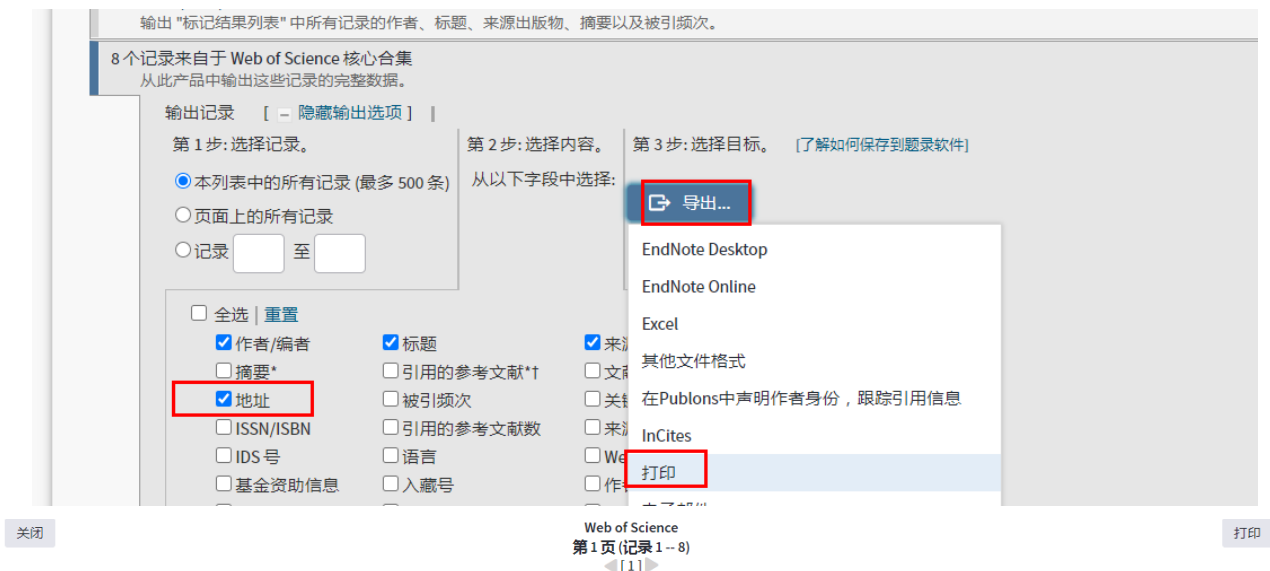 输出 "标记结果列表" 中所有记录的作者、标题、来源出版物、摘要以及被引频次。
8 个记录来自于 Web of Science 核心合集
从此产品中输出这些记录的完整数据。
输出记录 [ – 隐藏输出选项 ] |
第 1 步: 选择记录。 第 2 步: 选择内容。 第 3 步: 选择目标。 [了解如何保存到题录软件]
本列表中的所有记录 (最多 500 条) 从以下字段中选择:
页面上的所有记录
导出...
记录 至
EndNote Desktop
EndNote Online
Excel
其他文件格式
在Publons中声明作者身份，跟踪引用信息
InCites
打印
全选 | 重置
作者/编者 标题
摘要* 引用的参考文献*† 文
地址 被引频次
ISSN/ISBN 引用的参考文献数
IDS 号 语言 We
基金资助信息 入藏号 作
关闭 Web of Science 打印
第 1 页 (记录 1 -- 8)
[ 1 ]